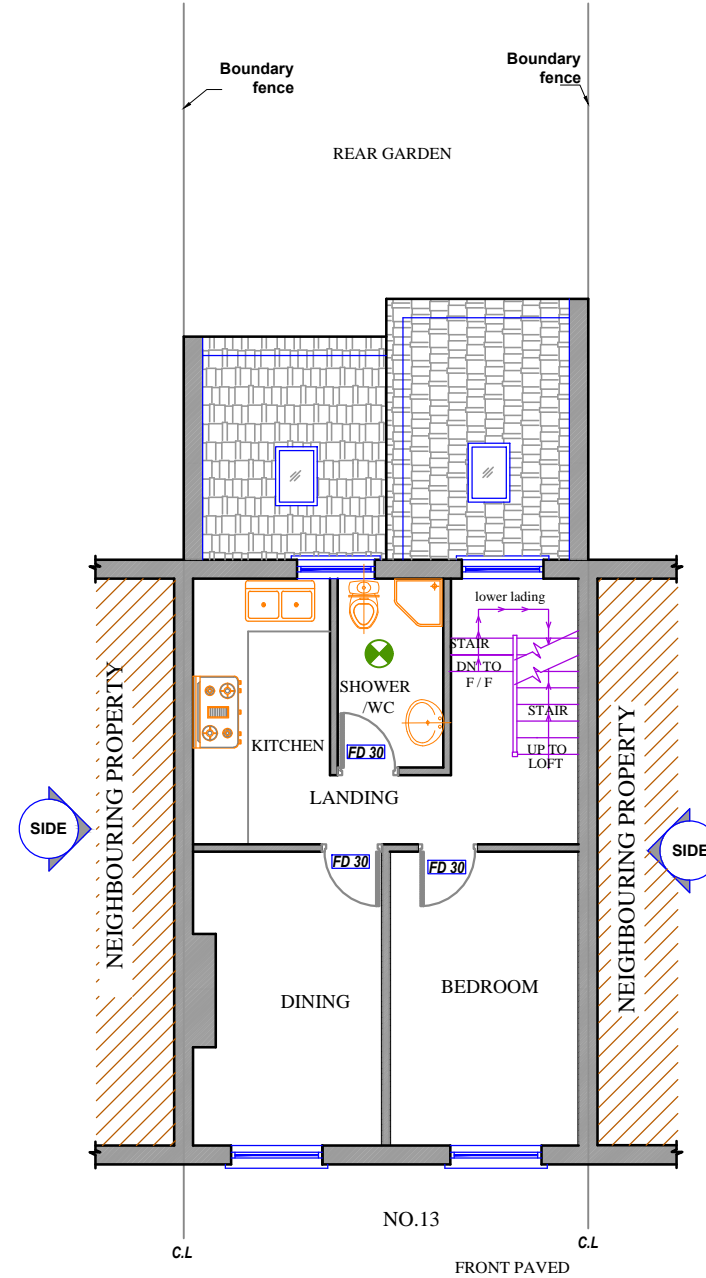 Boundary
fence
Boundary
fence
REAR GARDEN
lower lading
STAIR
DN TO
F / F
STAIR
UP TO
LOFT
SHOWER
/WC
FD 30
KITCHEN
LANDING
FD 30
FD 30
NEIGHBOURING PROPERTY
NEIGHBOURING PROPERTY
SIDE
SIDE
DINING
BEDROOM
NO.13
C.L
C.L
FRONT PAVED